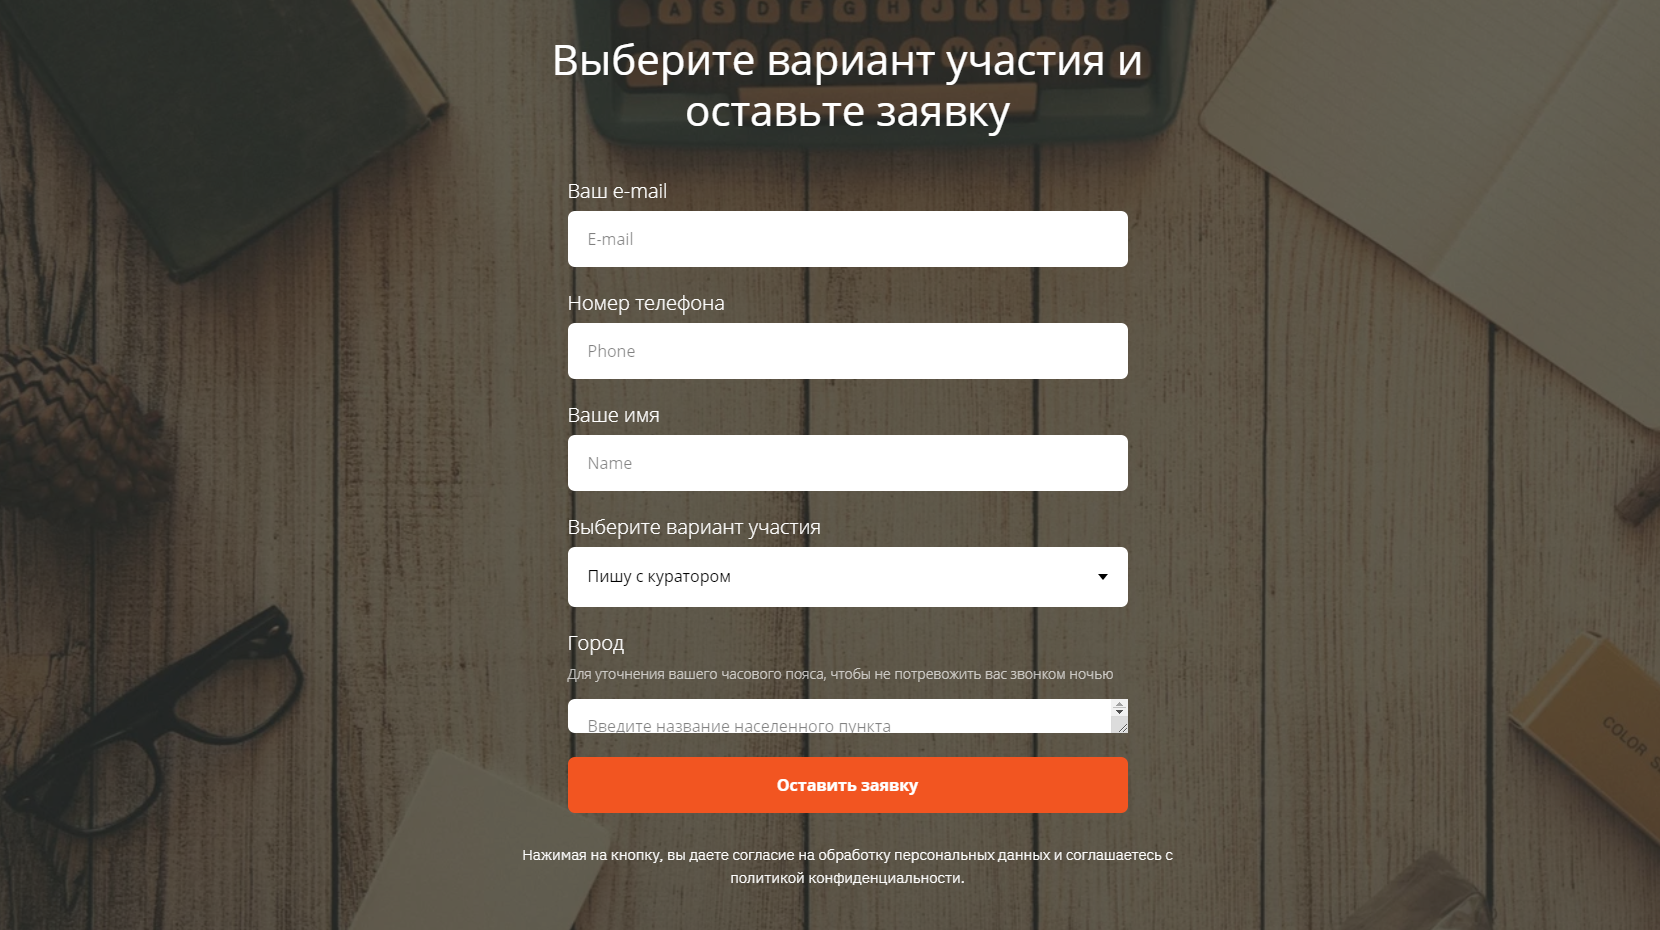 A S D F G H J K L ;
Выберите вариант участия и
оставьте заявку
Ваш e-mail
E-mail
Номер телефона
Phone
Ваше имя
Name
Выберите вариант участия
Пишу с куратором
Город
Для уточнения вашего часового пояса, чтобы не потревожить вас звонком ночью
Введите название населенного пункта
COLOR
Оставить заявку
Нажимая на кнопку, вы даете согласие на обработку персональных данных и соглашаетесь с
политикой конфиденциальности.